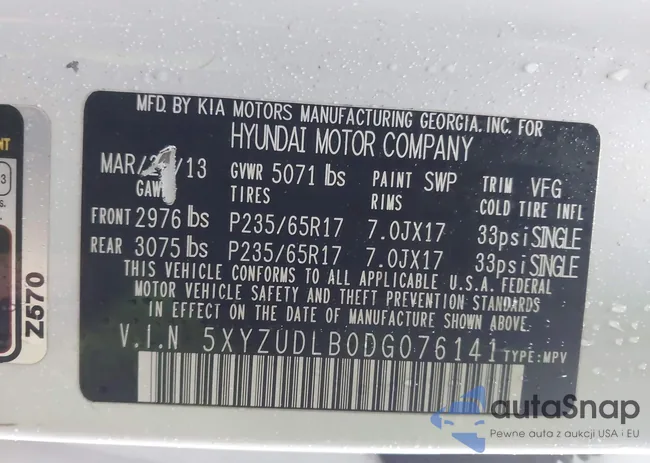 MFD. BY KIA MOTORS MANUFACTURING GEORGIA. INC. FOR
HYUNDAI MOTOR COMPANY
MAR/ /13 GVWR 5071 lbs PAINT SWP TRIM VFG
TIRES RIMS COLD TIRE INFL
FRONT 2976 lbs P235/65R17 7.0JX17 33psi SINGLE
REAR 3075 lbs P235/65R17 7.0JX17 33psi SINGLE
THIS VEHICLE CONFORMS TO ALL APPLICABLE U.S.A. FEDERAL
MOTOR VEHICLE SAFETY AND THEFT PREVENTION STANDARDS
IN EFFECT ON THE DATE OF MANUFACTURE SHOWN ABOVE.
V.I.N 5XYZUDLB0DG076141 TYPE: MPV
Z570
autaSnap
Pewne auta z aukcji USA i EU